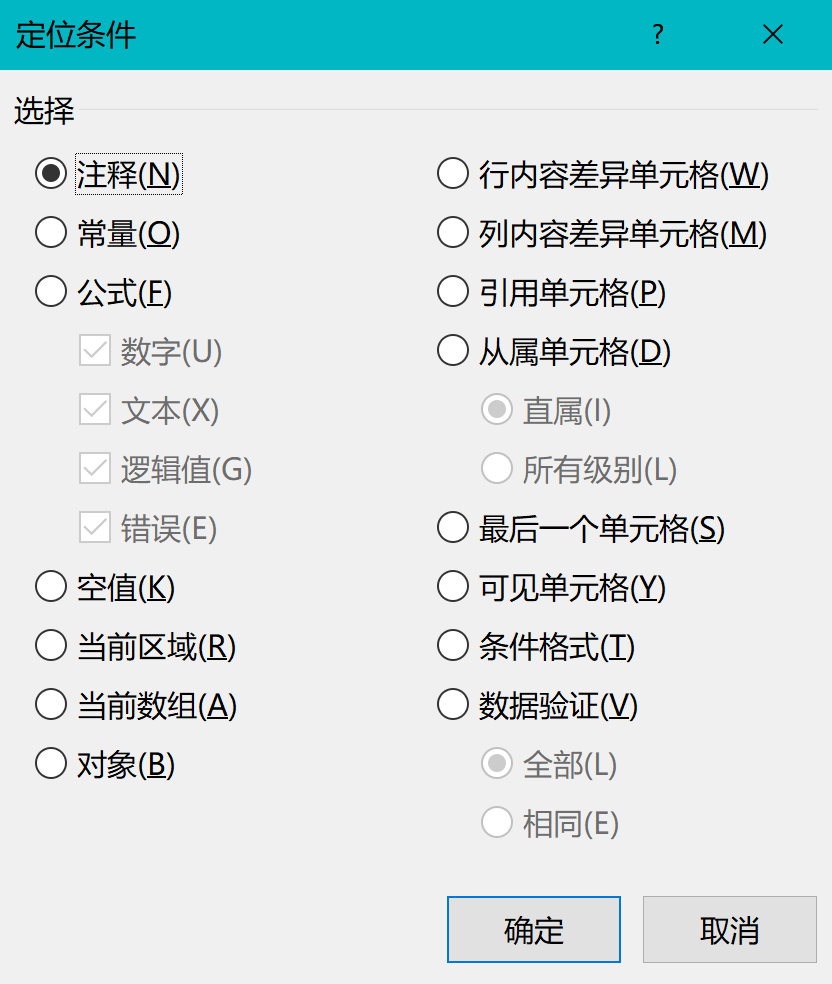 定位条件 ?
选择
注释(N)
常量(O)
公式(F)
数字(U)
文本(X)
逻辑值(G)
错误(E)
空值(K)
当前区域(R)
当前数组(A)
对象(B)
行内容差异单元格(W)
列内容差异单元格(M)
引用单元格(P)
从属单元格(D)
直属(I)
所有级别(L)
最后一个单元格(S)
可见单元格(Y)
条件格式(T)
数据验证(V)
全部(L)
相同(E)
确定 取消